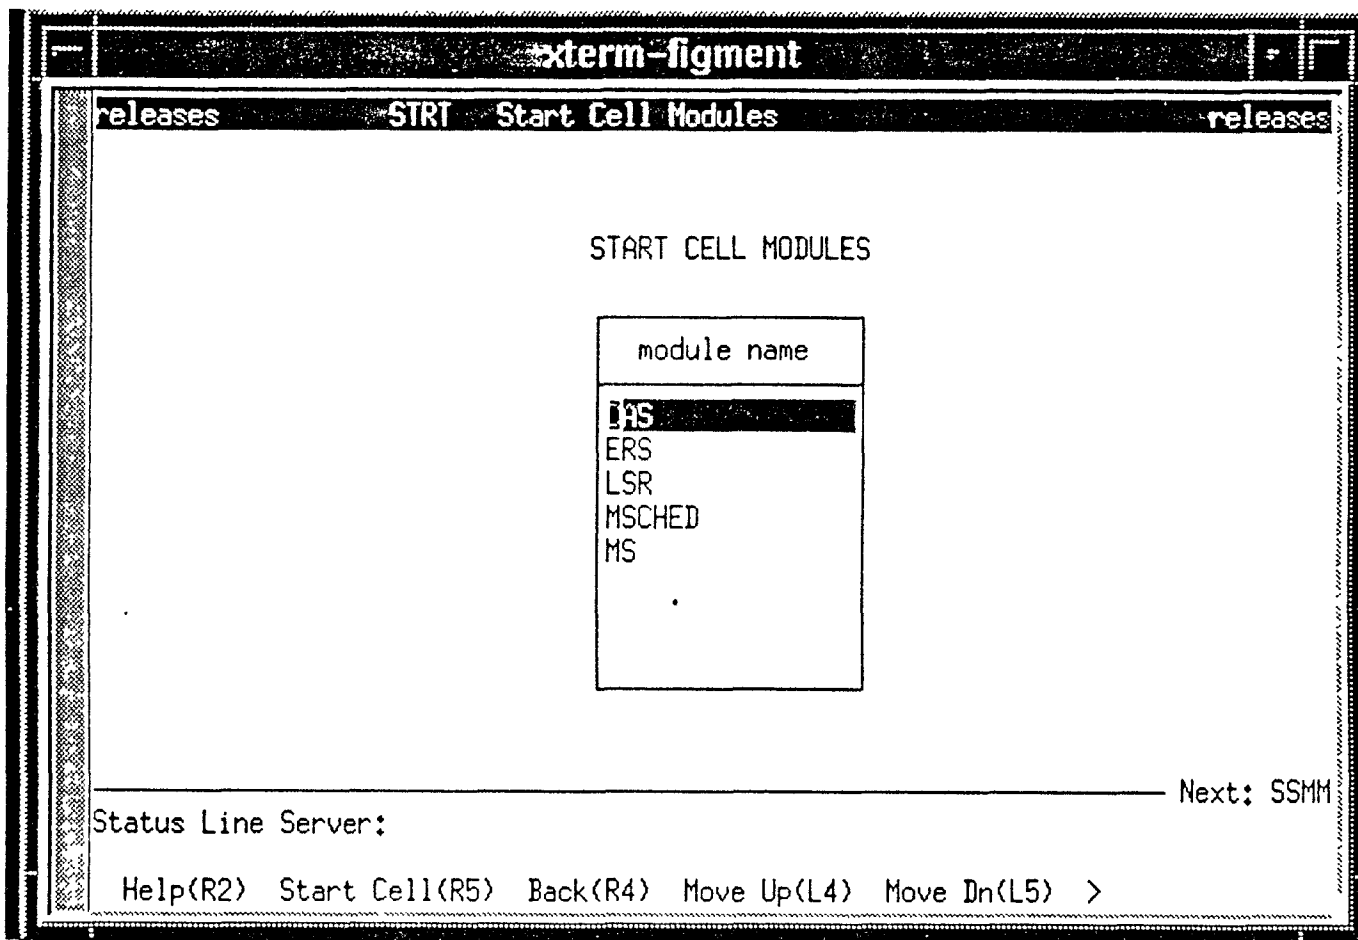 xterm-figment
releases STRT Start Cell Modules releases
START CELL MODULES
module name
DAS
ERS
LSR
MSCHED
MS
Next: SSMM
Status Line Server:
Help(R2) Start Cell(R5) Back(R4) Move Up(L4) Move Dn(L5) >